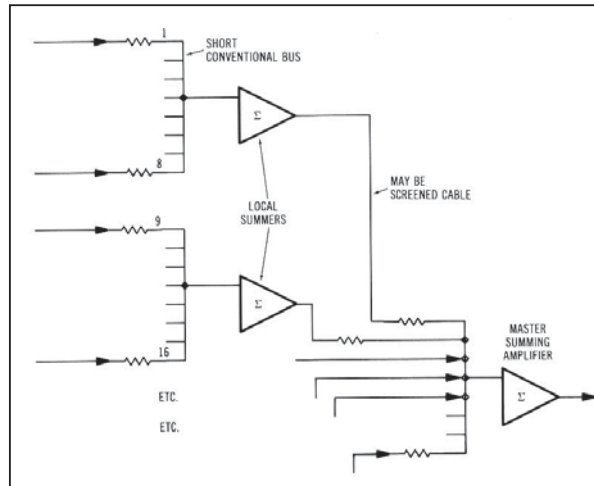 1
SHORT
CONVENTIONAL BUS
Σ
8
MAY BE
SCREENED CABLE
LOCAL
SUMMERS
9
Σ
MASTER
SUMMING
AMPLIFIER
16
Σ
ETC.
ETC.